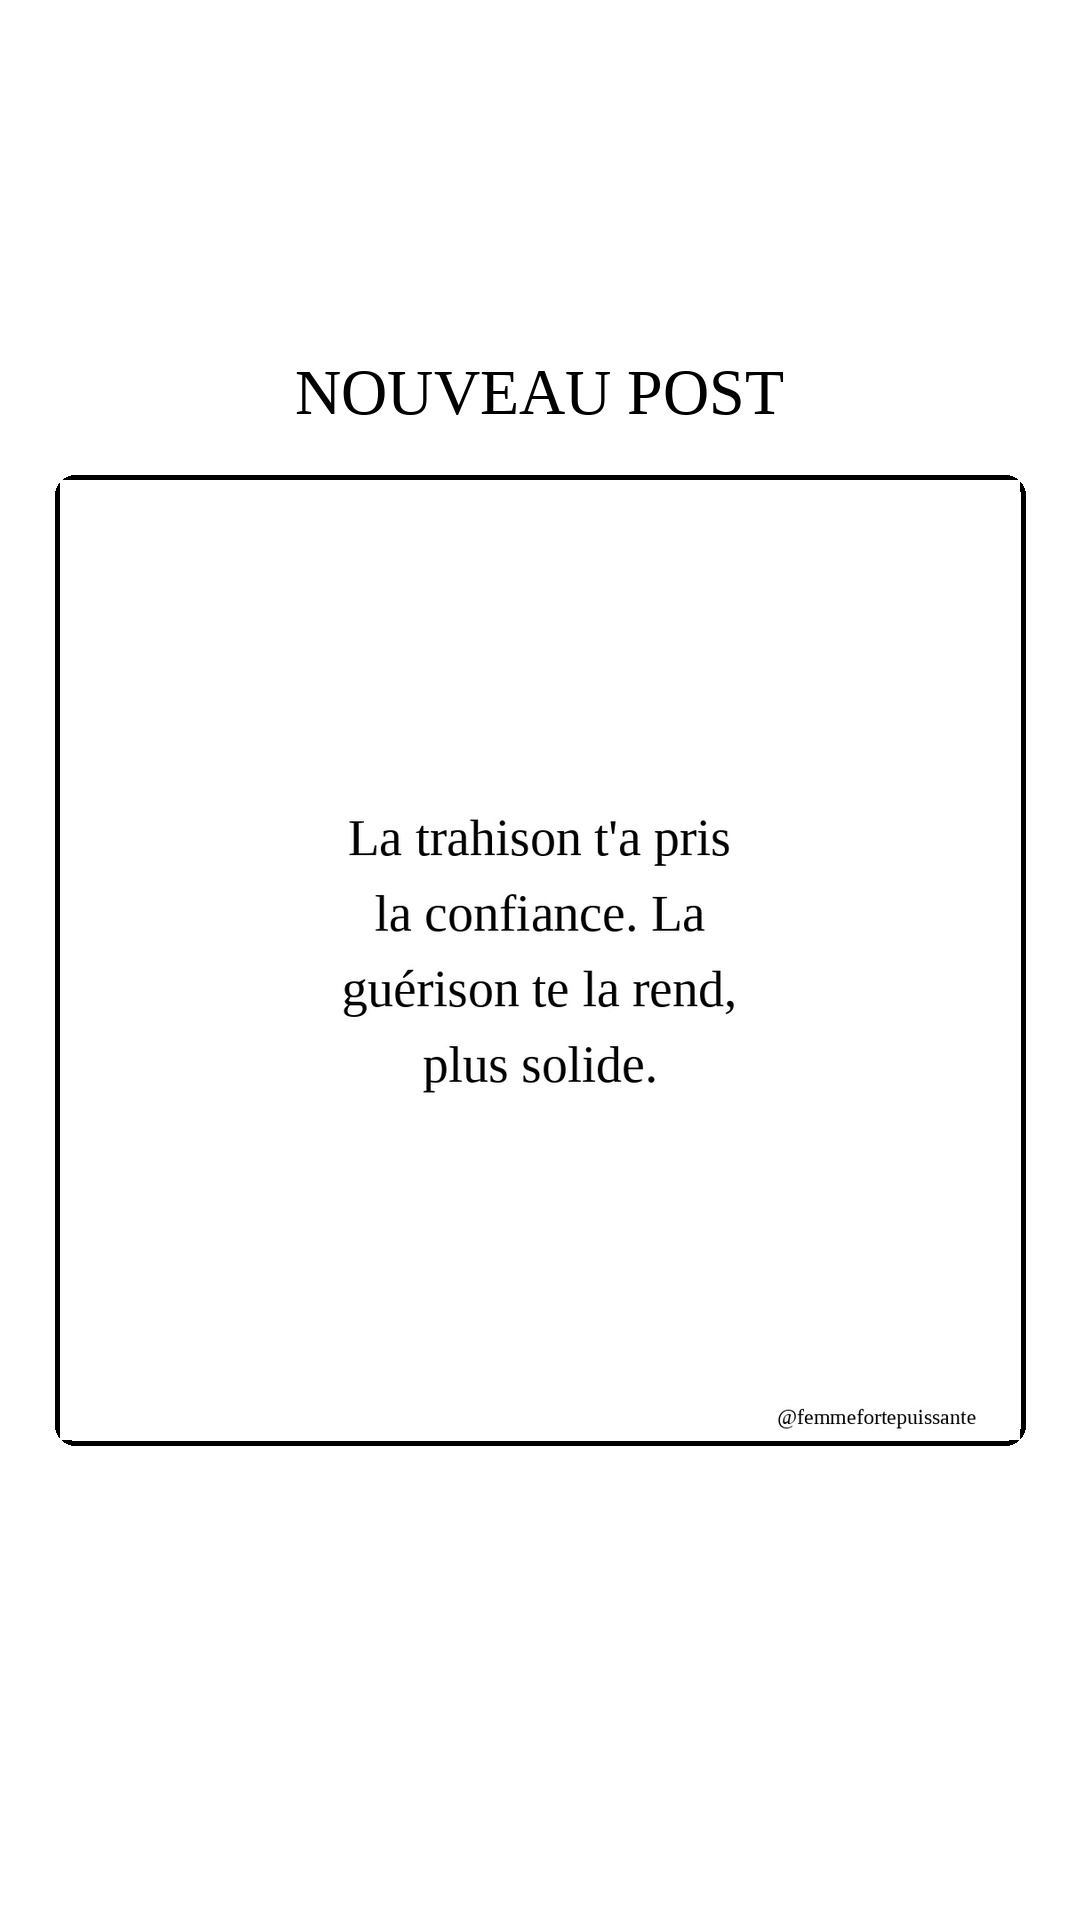 NOUVEAU POST
La trahison t'a pris
la confiance. La
guérison te la rend,
plus solide.
@femmefortepuissante